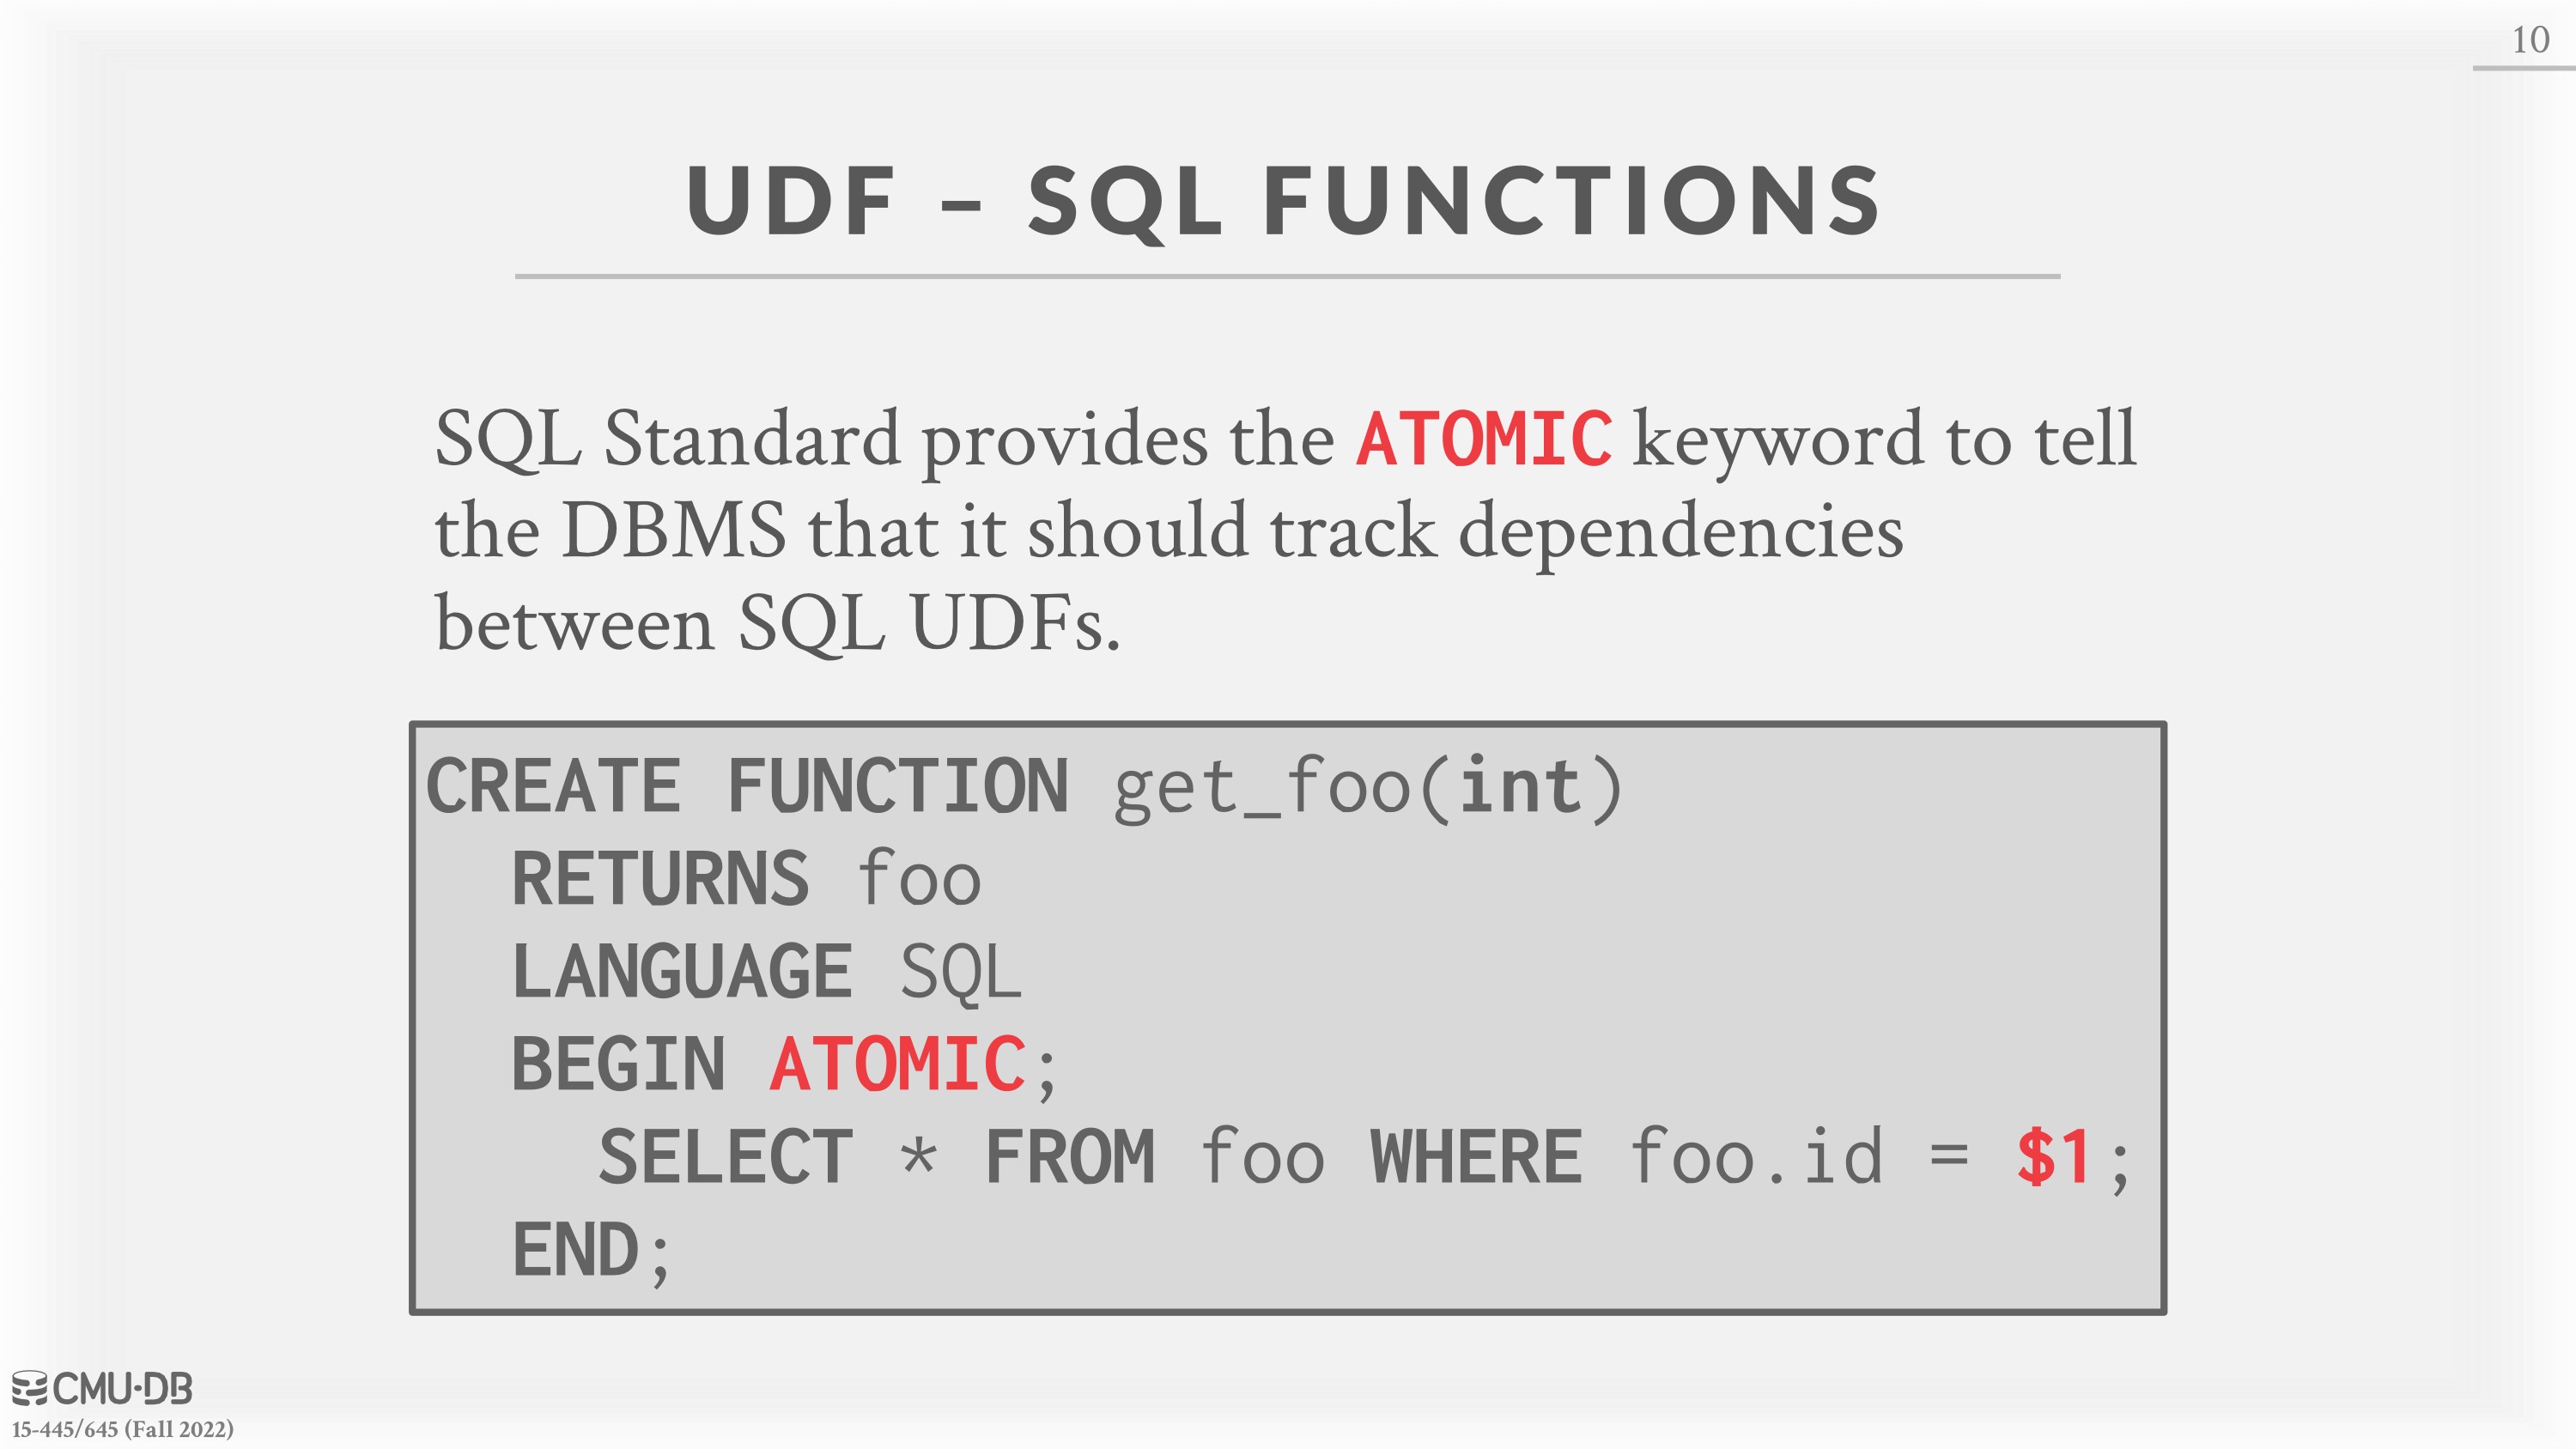 10
UDF – SQL FUNCTIONS
SQL Standard provides the ATOMIC keyword to tell
the DBMS that it should track dependencies
between SQL UDFs.
CREATE FUNCTION get_foo(int)
RETURNS foo
LANGUAGE SQL
BEGIN ATOMIC;
SELECT * FROM foo WHERE foo.id = $1;
END;
CMU·DB
15-445/645 (Fall 2022)